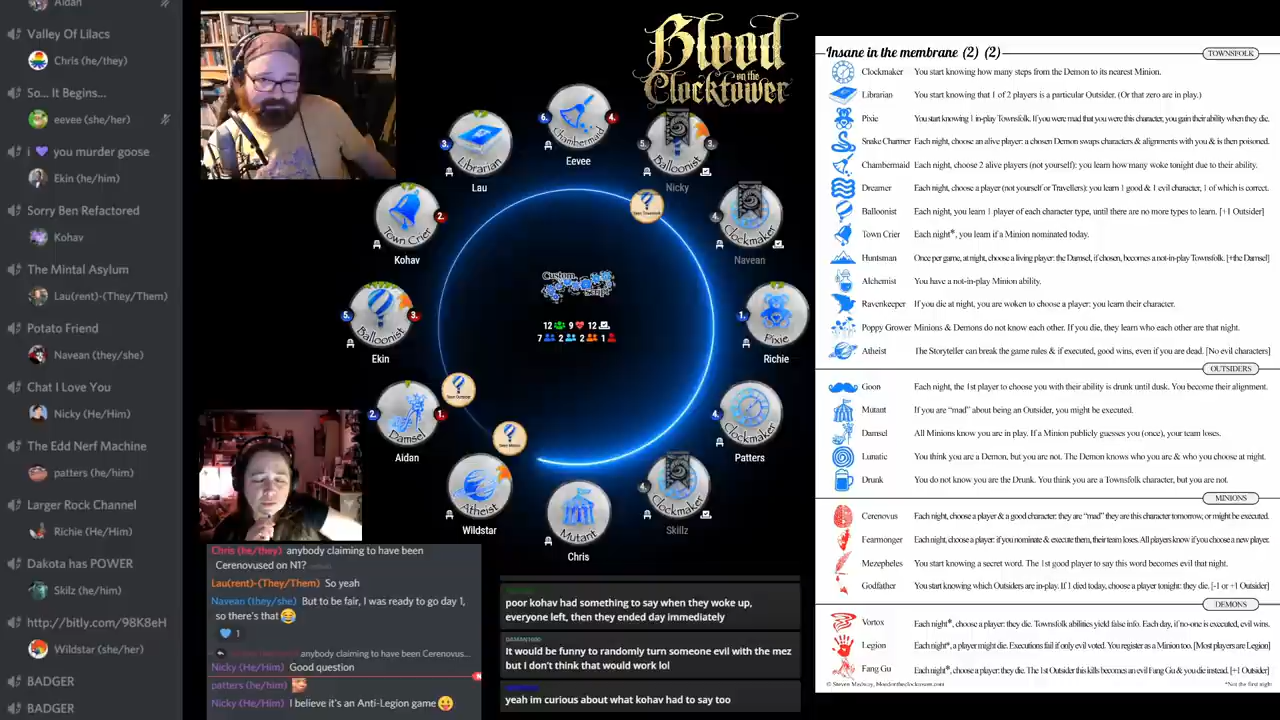 Aidan
Valley Of Lilacs
Chris (he/they)
So... It Begins...
eevee (she/her)
I 💜 you murder goose
Ekin (he/him)
Sorry Ben Refactored
Kohav
The Mintal Asylum
Lau(rent)-(They/Them)
Potato Friend
Navean (they/she)
Chat I Love You
Nicky (He/Him)
The Edd Nerf Machine
patters (he/him)
Larger Rock Channel
Richie (He/Him)
Dakota has POWER
Skilz (he/him)
http://bitly.com/98K8eH
Wildstar (she/her)
Garfield
BADGER
Chris (he/they) anybody claiming to have been
Cerenovused on N1?
Lau(rent)-(They/Them) So yeah
Navean (they/she) But to be fair, I was ready to go day 1,
so there's that 😂
💙 1
anybody claiming to have been Cerenovus...
Nicky (He/Him) Good question
patters (he/him)
Nicky (He/Him) I believe it's an Anti-Legion game 😛
Blood
on the
Clocktower
Librarian
Lau
Chambermaid
Eevee
Balloonist
Nicky
Clockmaker
Navean
Pixie
Richie
Clockmaker
Patters
Clockmaker
Skillz
Mutant
Chris
Atheist
Wildstar
Damsel
Aidan
Balloonist
Ekin
Town Crier
Kohav
Custom
Script
12 9 12
7 2 2 2 1
poor kohav had something to say when they woke up,
everyone left, then they ended day immediately
It would be funny to randomly turn someone evil with the mez
but I don't think that would work lol
yeah im curious about what kohav had to say too
Insane in the membrane (2) (2)
TOWNSFOLK
Clockmaker You start knowing how many steps from the Demon to its nearest Minion.
Librarian You start knowing that 1 of 2 players is a particular Outsider. (Or that zero are in play.)
Pixie You start knowing 1 in-play Townsfolk. If you were mad that you were this character, you gain their ability when they die.
Snake Charmer Each night, choose an alive player: a chosen Demon swaps characters & alignments with you & is then poisoned.
Chambermaid Each night, choose 2 alive players (not yourself): you learn how many woke tonight due to their ability.
Dreamer Each night, choose a player (not yourself or Travellers): you learn 1 good & 1 evil character, 1 of which is correct.
Balloonist Each night, you learn 1 player of each character type, until there are no more types to learn. [+1 Outsider]
Town Crier Each night*, you learn if a Minion nominated today.
Huntsman Once per game, at night, choose a living player: the Damsel, if chosen, becomes a not-in-play Townsfolk. [+the Damsel]
Alchemist You have a not-in-play Minion ability.
Ravenkeeper If you die at night, you are woken to choose a player: you learn their character.
Poppy Grower Minions & Demons do not know each other. If you die, they learn who each other are that night.
Atheist The Storyteller can break the game rules & if executed, good wins, even if you are dead. [No evil characters]
OUTSIDERS
Goon Each night, the 1st player to choose you with their ability is drunk until dusk. You become their alignment.
Mutant If you are “mad” about being an Outsider, you might be executed.
Damsel All Minions know you are in play. If a Minion publicly guesses you (once), your team loses.
Lunatic You think you are a Demon, but you are not. The Demon knows who you are & who you choose at night.
Drunk You do not know you are the Drunk. You think you are a Townsfolk character, but you are not.
MINIONS
Cerenovus Each night, choose a player & a good character: they are “mad” they are this character tomorrow, or might be executed.
Fearmonger Each night, choose a player: if you nominate & execute them, their team loses. All players know if you choose a new player.
Mezepheles You start knowing a secret word. The 1st good player to say this word becomes evil that night.
Godfather You start knowing which Outsiders are in-play. If 1 died today, choose a player tonight: they die. [-1 or +1 Outsider]
DEMONS
Vortox Each night*, choose a player: they die. Townsfolk abilities yield false info. Each day, if no-one is executed, evil wins.
Legion Each night*, a player might die. Executions fail if only evil voted. You register as a Minion too. [Most players are Legion]
Fang Gu Each night*, choose a player: they die. The 1st Outsider this kills becomes an evil Fang Gu & you die instead. [+1 Outsider]
© Steven Medway, bloodontheclocktower.com
*Not the first night